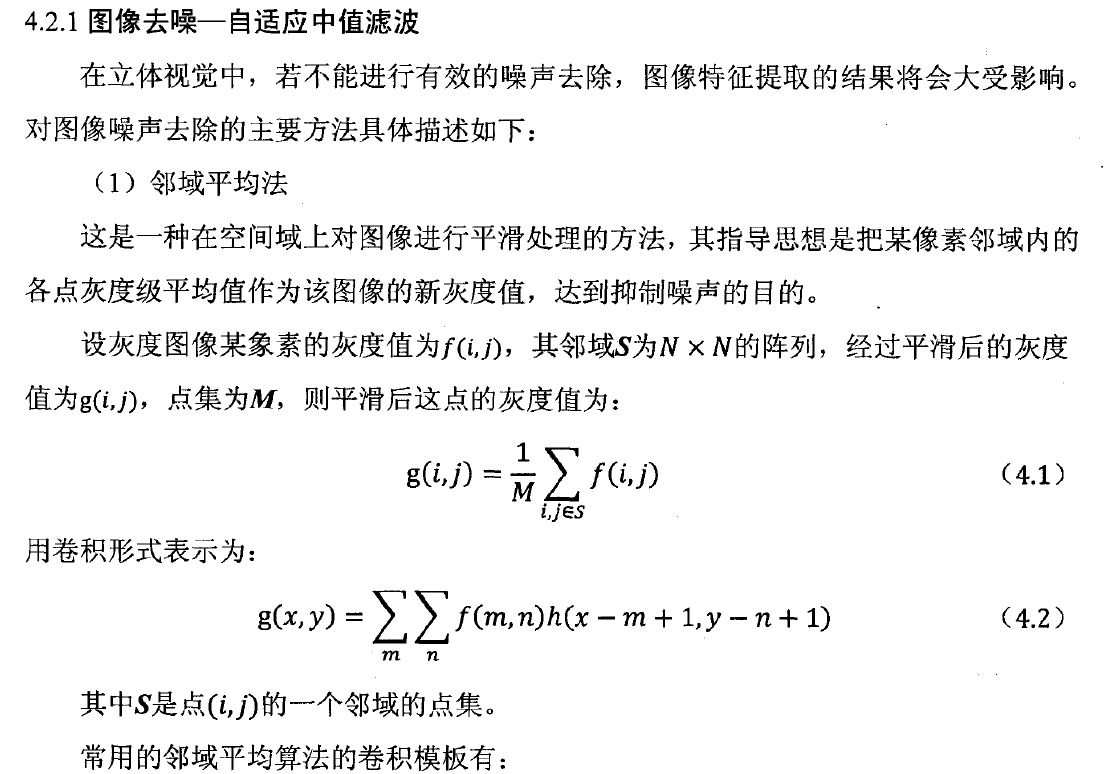 4.2.1 图像去噪—自适应中值滤波
在立体视觉中，若不能进行有效的噪声去除，图像特征提取的结果将会大受影响。
对图像噪声去除的主要方法具体描述如下：
（1）邻域平均法
这是一种在空间域上对图像进行平滑处理的方法，其指导思想是把某像素邻域内的
各点灰度级平均值作为该图像的新灰度值，达到抑制噪声的目的。
设灰度图像某象素的灰度值为f(i,j)，其邻域S为N × N的阵列，经过平滑后的灰度
值为g(i,j)，点集为M，则平滑后这点的灰度值为：
g(i,j) = 1/M ∑_{i,j∈S} f(i,j) （4.1）
用卷积形式表示为：
g(x,y) = ∑_m ∑_n f(m,n)h(x − m + 1,y − n + 1) （4.2）
其中S是点(i,j)的一个邻域的点集。
常用的邻域平均算法的卷积模板有：